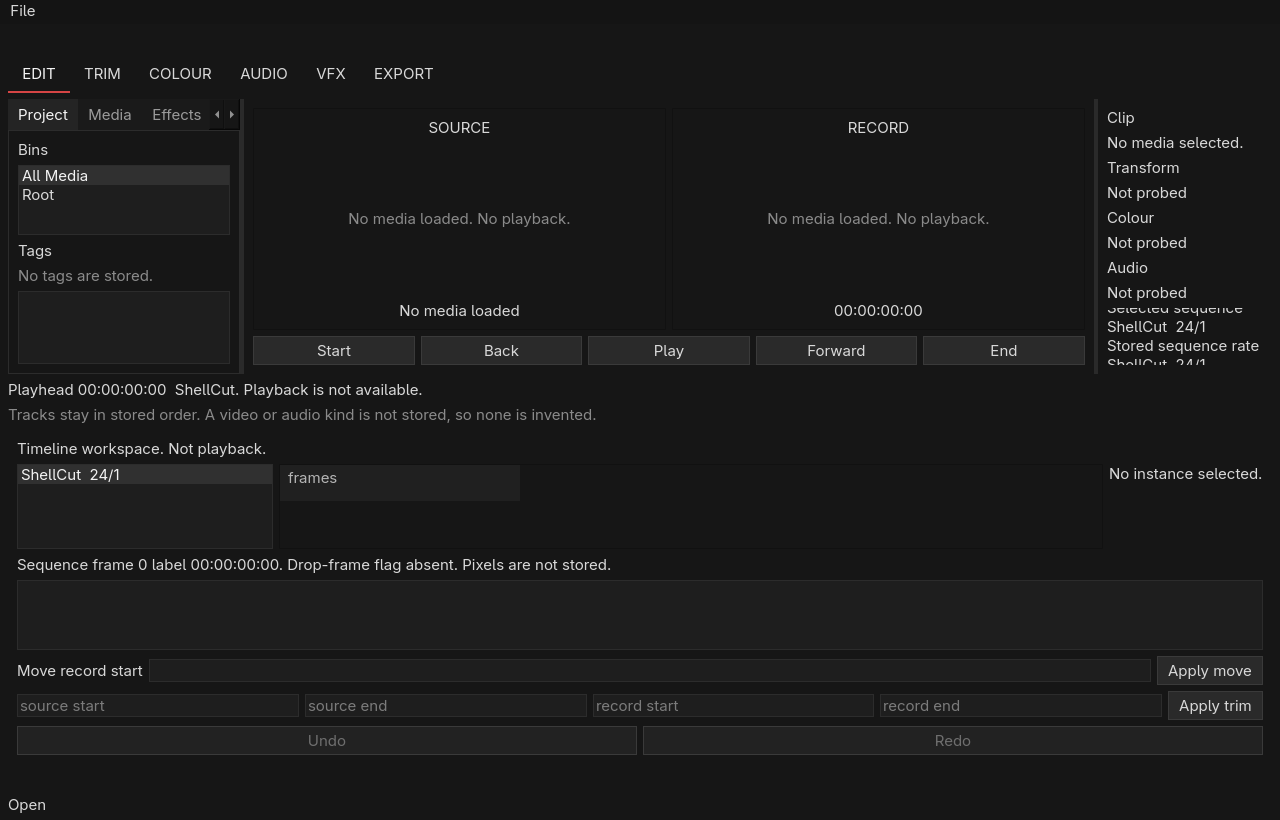 File
EDIT TRIM COLOUR AUDIO VFX EXPORT
Project Media Effects
Bins
All Media
Root
Tags
No tags are stored.
SOURCE
No media loaded. No playback.
No media loaded
RECORD
No media loaded. No playback.
00:00:00:00
Start Back Play Forward End
Clip
No media selected.
Transform
Not probed
Colour
Not probed
Audio
Not probed
Selected sequence
ShellCut 24/1
Stored sequence rate
ShellCut 24/1
Playhead 00:00:00:00 ShellCut. Playback is not available.
Tracks stay in stored order. A video or audio kind is not stored, so none is invented.
Timeline workspace. Not playback.
ShellCut 24/1
frames
No instance selected.
Sequence frame 0 label 00:00:00:00. Drop-frame flag absent. Pixels are not stored.
Move record start Apply move
source start source end record start record end Apply trim
Undo Redo
Open